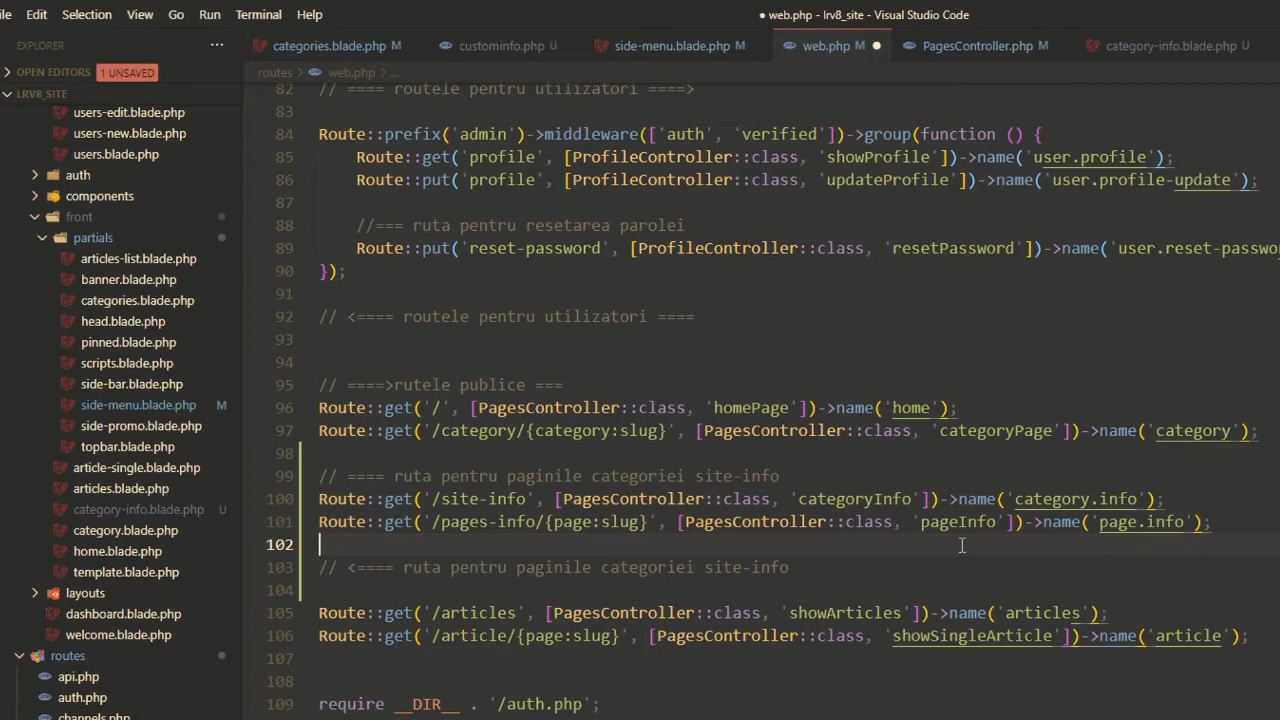 ile Edit Selection View Go Run Terminal Help
● web.php - lrv8_site - Visual Studio Code
EXPLORER ...
categories.blade.php M
custominfo.php U
side-menu.blade.php M
web.php M ●
PagesController.php M
category-info.blade.php U
OPEN EDITORS 1 UNSAVED
routes > web.php > ...
LRV8_SITE
users-edit.blade.php
users-new.blade.php
users.blade.php
auth
components
front
partials
articles-list.blade.php
banner.blade.php
categories.blade.php
head.blade.php
pinned.blade.php
scripts.blade.php
side-bar.blade.php
side-menu.blade.php M
side-promo.blade.php
topbar.blade.php
article-single.blade.php
articles.blade.php
category-info.blade.php U
category.blade.php
home.blade.php
template.blade.php
layouts
dashboard.blade.php
welcome.blade.php
routes
api.php
auth.php
channels.php
82 // ==== routele pentru utilizatori ====>
83
84 Route::prefix('admin')->middleware(['auth', 'verified'])->group(function () {
85 Route::get('profile', [ProfileController::class, 'showProfile'])->name('user.profile');
86 Route::put('profile', [ProfileController::class, 'updateProfile'])->name('user.profile-update');
87
88 //=== ruta pentru resetarea parolei
89 Route::put('reset-password', [ProfileController::class, 'resetPassword'])->name('user.reset-passwo
90 });
91
92 // <==== routele pentru utilizatori ====
93
94
95 // ====>rutele publice ===
96 Route::get('/', [PagesController::class, 'homePage'])->name('home');
97 Route::get('/category/{category:slug}', [PagesController::class, 'categoryPage'])->name('category');
98
99 // ==== ruta pentru paginile categoriei site-info
100 Route::get('/site-info', [PagesController::class, 'categoryInfo'])->name('category.info');
101 Route::get('/pages-info/{page:slug}', [PagesController::class, 'pageInfo'])->name('page.info');
102
103 // <==== ruta pentru paginile categoriei site-info
104
105 Route::get('/articles', [PagesController::class, 'showArticles'])->name('articles');
106 Route::get('/article/{page:slug}', [PagesController::class, 'showSingleArticle'])->name('article');
107
108
109 require __DIR__ . '/auth.php';